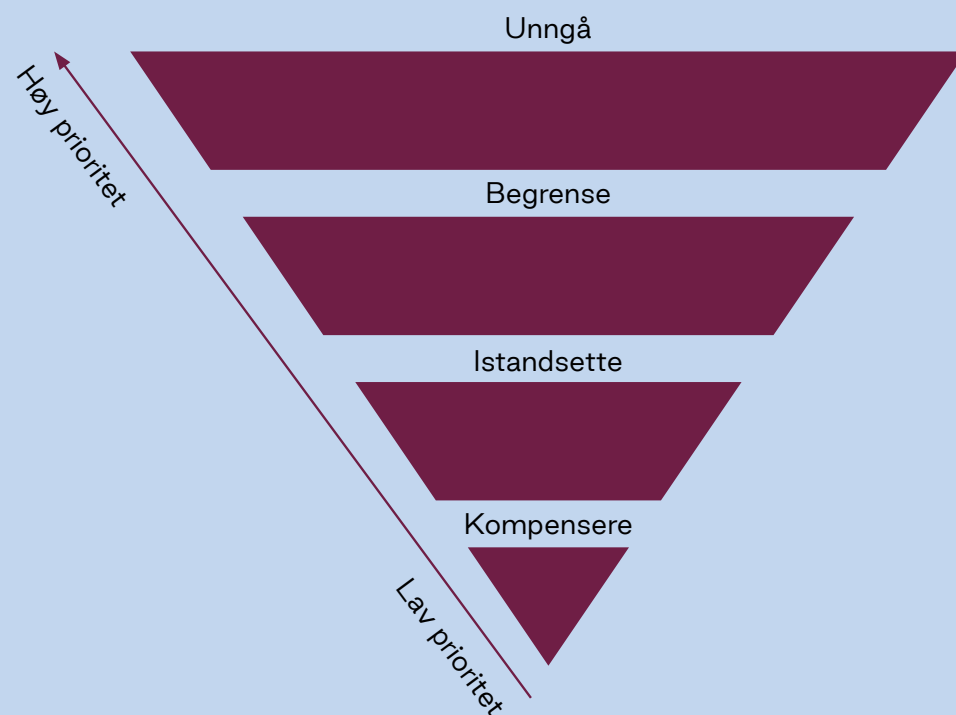 Unngå
Høy prioritet
Begrense
Istandsette
Kompensere
Lav prioritet